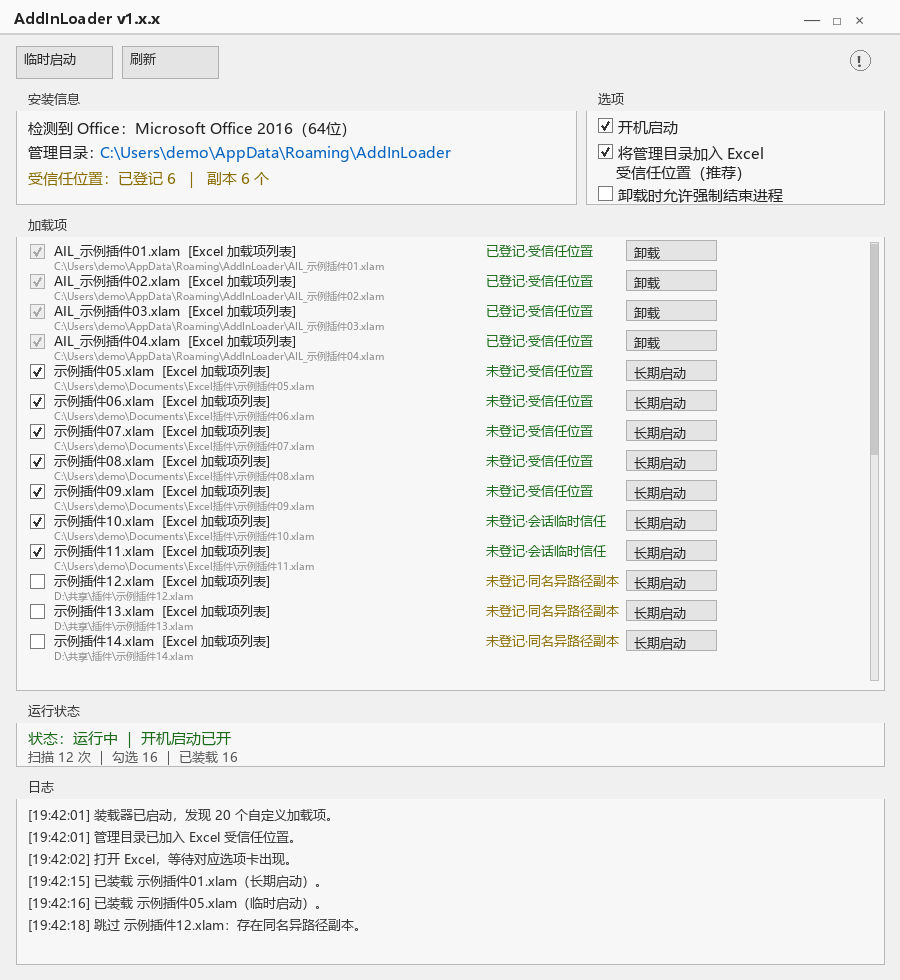 AddInLoader v1.x.x
临时启动 刷新
安装信息
检测到 Office：Microsoft Office 2016（64位）
管理目录：C:\Users\demo\AppData\Roaming\AddInLoader
受信任位置：已登记 6 | 副本 6 个
选项
开机启动
将管理目录加入 Excel
受信任位置（推荐）
卸载时允许强制结束进程
加载项
AIL_示例插件01.xlam [Excel 加载项列表] 已登记·受信任位置 卸载
C:\Users\demo\AppData\Roaming\AddInLoader\AIL_示例插件01.xlam
AIL_示例插件02.xlam [Excel 加载项列表] 已登记·受信任位置 卸载
C:\Users\demo\AppData\Roaming\AddInLoader\AIL_示例插件02.xlam
AIL_示例插件03.xlam [Excel 加载项列表] 已登记·受信任位置 卸载
C:\Users\demo\AppData\Roaming\AddInLoader\AIL_示例插件03.xlam
AIL_示例插件04.xlam [Excel 加载项列表] 已登记·受信任位置 卸载
C:\Users\demo\AppData\Roaming\AddInLoader\AIL_示例插件04.xlam
示例插件05.xlam [Excel 加载项列表] 未登记·受信任位置 长期启动
C:\Users\demo\Documents\Excel插件\示例插件05.xlam
示例插件06.xlam [Excel 加载项列表] 未登记·受信任位置 长期启动
C:\Users\demo\Documents\Excel插件\示例插件06.xlam
示例插件07.xlam [Excel 加载项列表] 未登记·受信任位置 长期启动
C:\Users\demo\Documents\Excel插件\示例插件07.xlam
示例插件08.xlam [Excel 加载项列表] 未登记·受信任位置 长期启动
C:\Users\demo\Documents\Excel插件\示例插件08.xlam
示例插件09.xlam [Excel 加载项列表] 未登记·受信任位置 长期启动
C:\Users\demo\Documents\Excel插件\示例插件09.xlam
示例插件10.xlam [Excel 加载项列表] 未登记·会话临时信任 长期启动
C:\Users\demo\Documents\Excel插件\示例插件10.xlam
示例插件11.xlam [Excel 加载项列表] 未登记·会话临时信任 长期启动
C:\Users\demo\Documents\Excel插件\示例插件11.xlam
示例插件12.xlam [Excel 加载项列表] 未登记·同名异路径副本 长期启动
D:\共享\插件\示例插件12.xlam
示例插件13.xlam [Excel 加载项列表] 未登记·同名异路径副本 长期启动
D:\共享\插件\示例插件13.xlam
示例插件14.xlam [Excel 加载项列表] 未登记·同名异路径副本 长期启动
D:\共享\插件\示例插件14.xlam
运行状态
状态：运行中 | 开机启动已开
扫描 12 次 | 勾选 16 | 已装载 16
日志
[19:42:01] 装载器已启动，发现 20 个自定义加载项。
[19:42:01] 管理目录已加入 Excel 受信任位置。
[19:42:02] 打开 Excel，等待对应选项卡出现。
[19:42:15] 已装载 示例插件01.xlam（长期启动）。
[19:42:16] 已装载 示例插件05.xlam（临时启动）。
[19:42:18] 跳过 示例插件12.xlam：存在同名异路径副本。